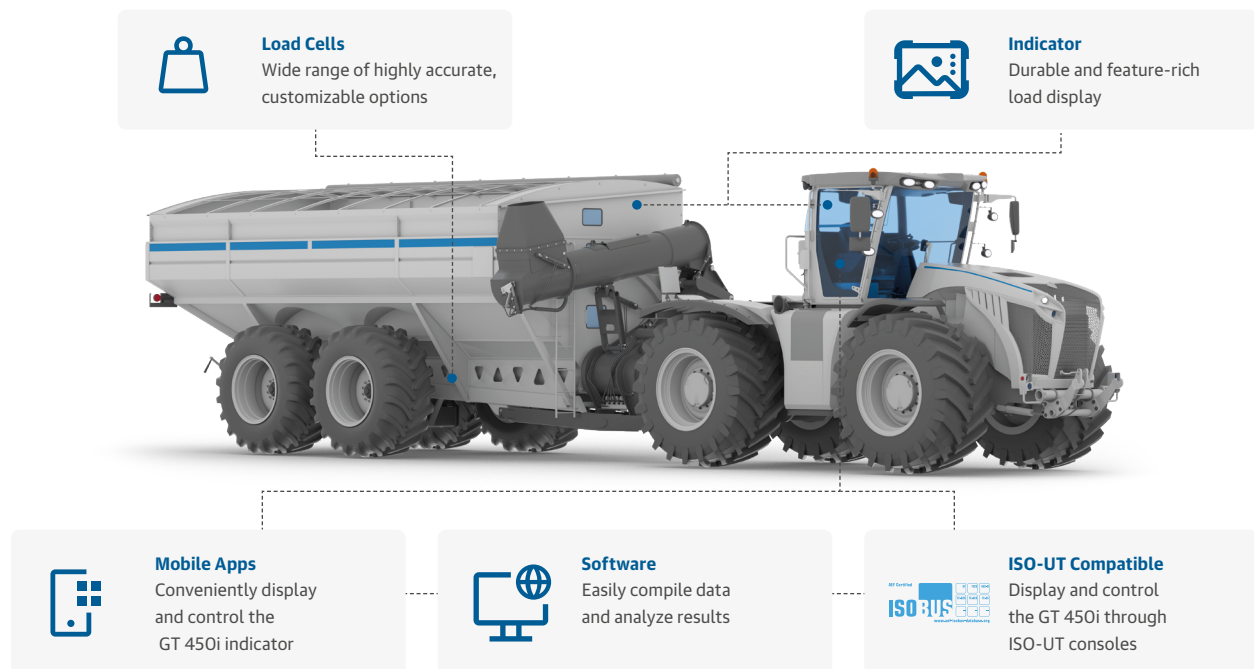 Load Cells
Wide range of highly accurate,
customizable options
Indicator
Durable and feature-rich
load display
Mobile Apps
Conveniently display
and control the
GT 450i indicator
Software
Easily compile data
and analyze results
ISOBUS
ISO-UT Compatible
Display and control
the GT 450i through
ISO-UT consoles